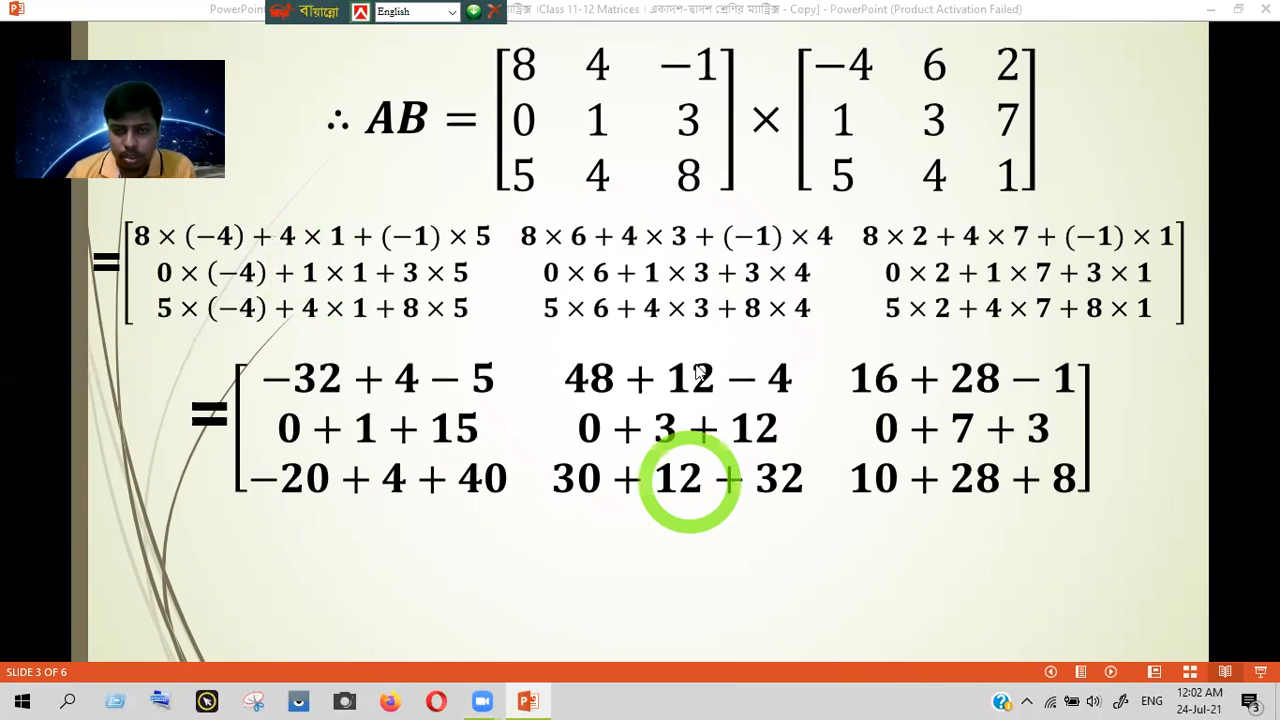 বায়ান্নো English
PowerPoint ম্যাট্রিক্স ।Class 11-12 Matrices । একাদশ-দ্বাদশ শ্রেণির ম্যাট্রিক্স - Copy] - PowerPoint (Product Activation Failed)
∴ AB = [8 4 −1] × [−4 6 2]
[0 1 3] [1 3 7]
[5 4 8] [5 4 1]
= [8 × (−4) + 4 × 1 + (−1) × 5 8 × 6 + 4 × 3 + (−1) × 4 8 × 2 + 4 × 7 + (−1) × 1]
0 × (−4) + 1 × 1 + 3 × 5 0 × 6 + 1 × 3 + 3 × 4 0 × 2 + 1 × 7 + 3 × 1
5 × (−4) + 4 × 1 + 8 × 5 5 × 6 + 4 × 3 + 8 × 4 5 × 2 + 4 × 7 + 8 × 1
= [−32 + 4 − 5 48 + 12 − 4 16 + 28 − 1]
0 + 1 + 15 0 + 3 + 12 0 + 7 + 3
−20 + 4 + 40 30 + 12 + 32 10 + 28 + 8
SLIDE 3 OF 6
ENG
12:02 AM
24-Jul-21
3